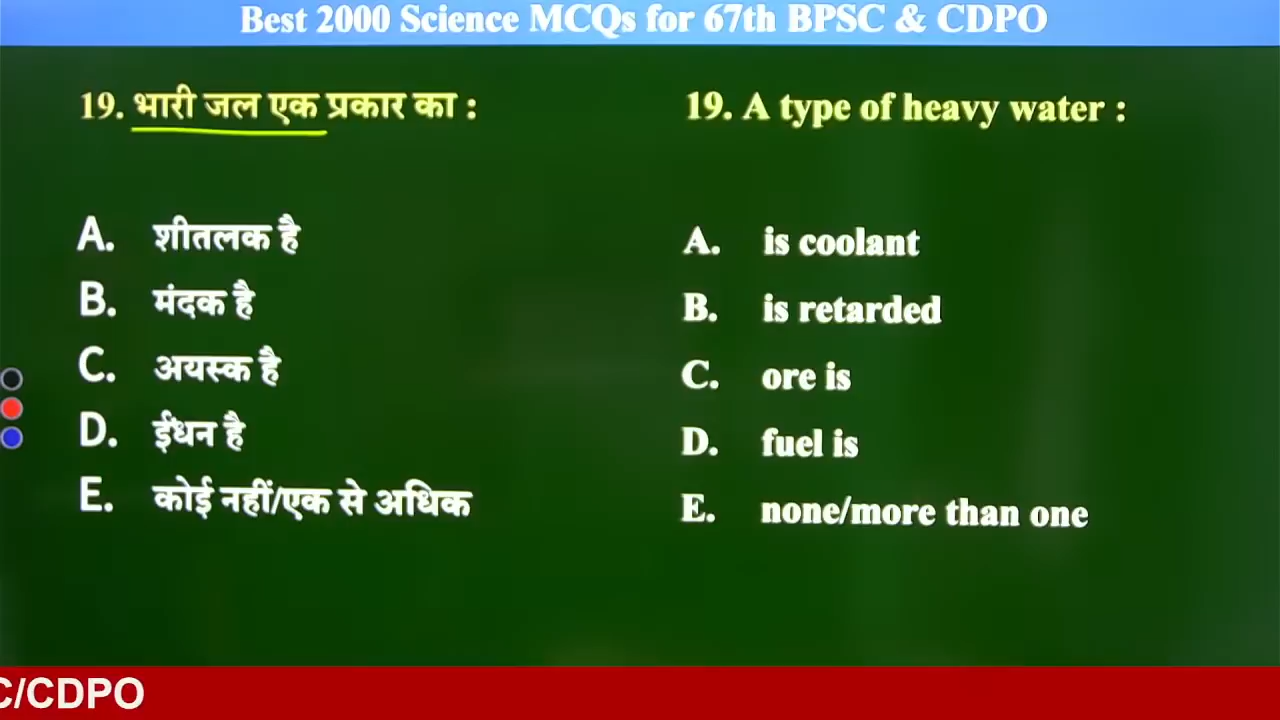 Best 2000 Science MCQs for 67th BPSC & CDPO
19. भारी जल एक प्रकार का :
A. शीतलक है
B. मंदक है
C. अयस्क है
D. ईंधन है
E. कोई नहीं/एक से अधिक
19. A type of heavy water :
A. is coolant
B. is retarded
C. ore is
D. fuel is
E. none/more than one
C/CDPO